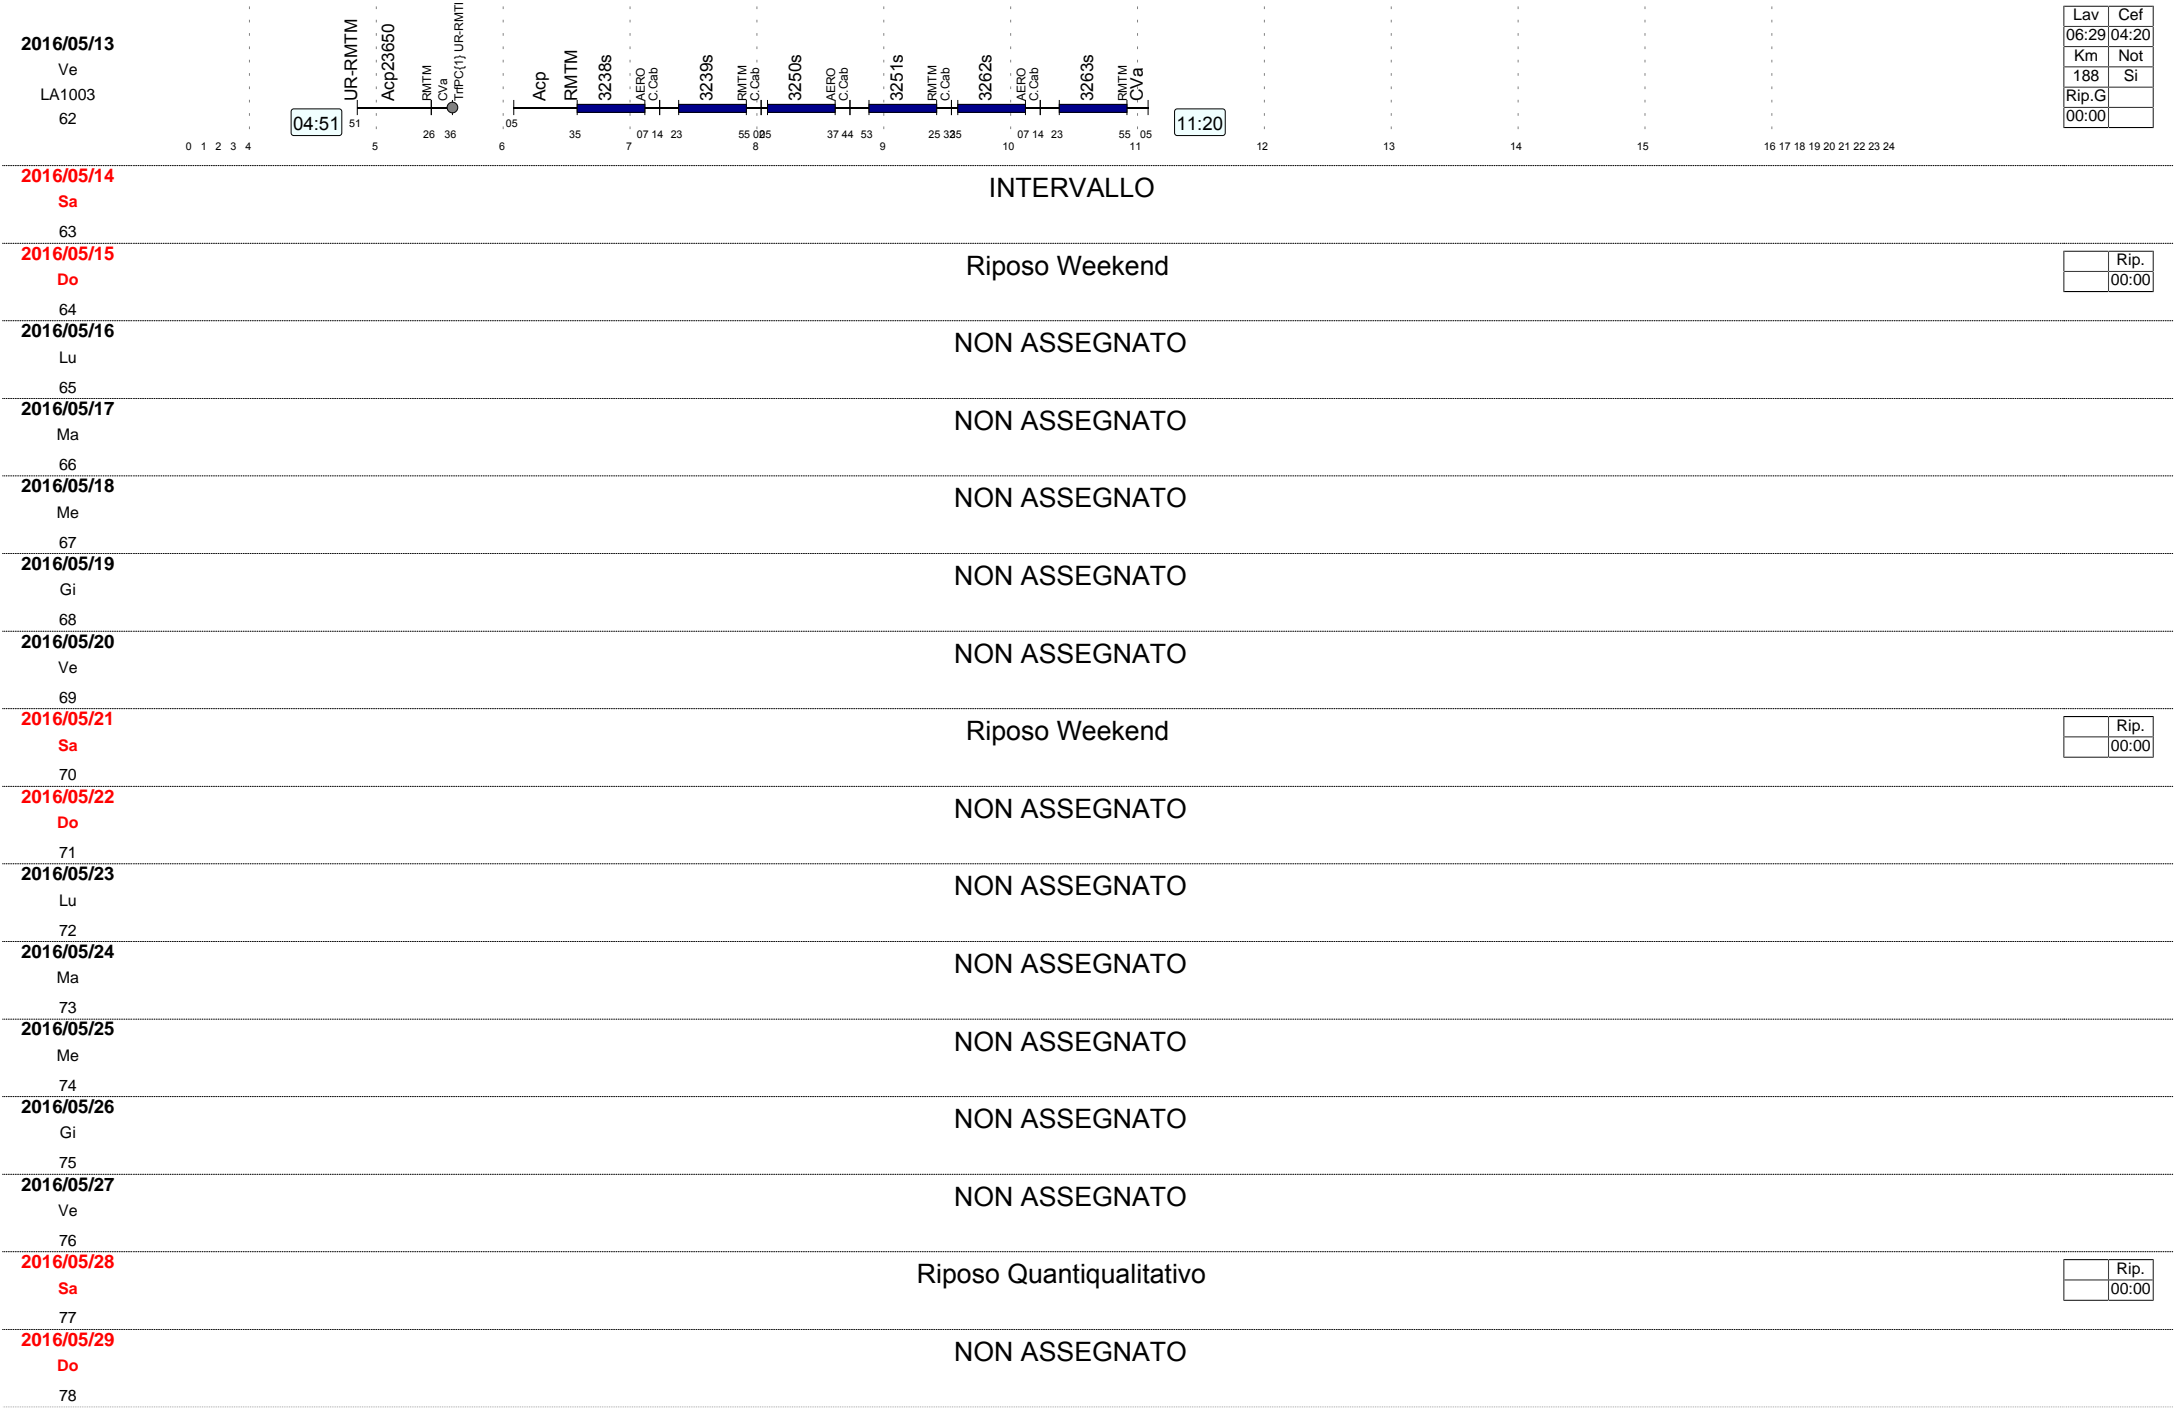 2016/05/13
Ve
LA1003
62
04:51
UR-RMTM
Acp23650
RMTM
CVa
TrfPC{1} UR-RMTI
Acp
RMTM
3238s
AERO
C.Cab
3239s
RMTM
C.Cab
3250s
AERO
C.Cab
3251s
RMTM
C.Cab
3262s
AERO
C.Cab
3263s
RMTM
CVa
11:20
51 26 36 05 35 07 14 23 55 05 37 44 53 25 35 07 14 23 55 05
0 1 2 3 4 5 6 7 8 9 10 11 12 13 14 15 16 17 18 19 20 21 22 23 24
Lav Cef
06:29 04:20
Km Not
188 Si
Rip.G
00:00
2016/05/14
Sa
63
INTERVALLO
2016/05/15
Do
64
Riposo Weekend
Rip.
00:00
2016/05/16
Lu
65
NON ASSEGNATO
2016/05/17
Ma
66
NON ASSEGNATO
2016/05/18
Me
67
NON ASSEGNATO
2016/05/19
Gi
68
NON ASSEGNATO
2016/05/20
Ve
69
NON ASSEGNATO
2016/05/21
Sa
70
Riposo Weekend
Rip.
00:00
2016/05/22
Do
71
NON ASSEGNATO
2016/05/23
Lu
72
NON ASSEGNATO
2016/05/24
Ma
73
NON ASSEGNATO
2016/05/25
Me
74
NON ASSEGNATO
2016/05/26
Gi
75
NON ASSEGNATO
2016/05/27
Ve
76
NON ASSEGNATO
2016/05/28
Sa
77
Riposo Quantiqualitativo
Rip.
00:00
2016/05/29
Do
78
NON ASSEGNATO